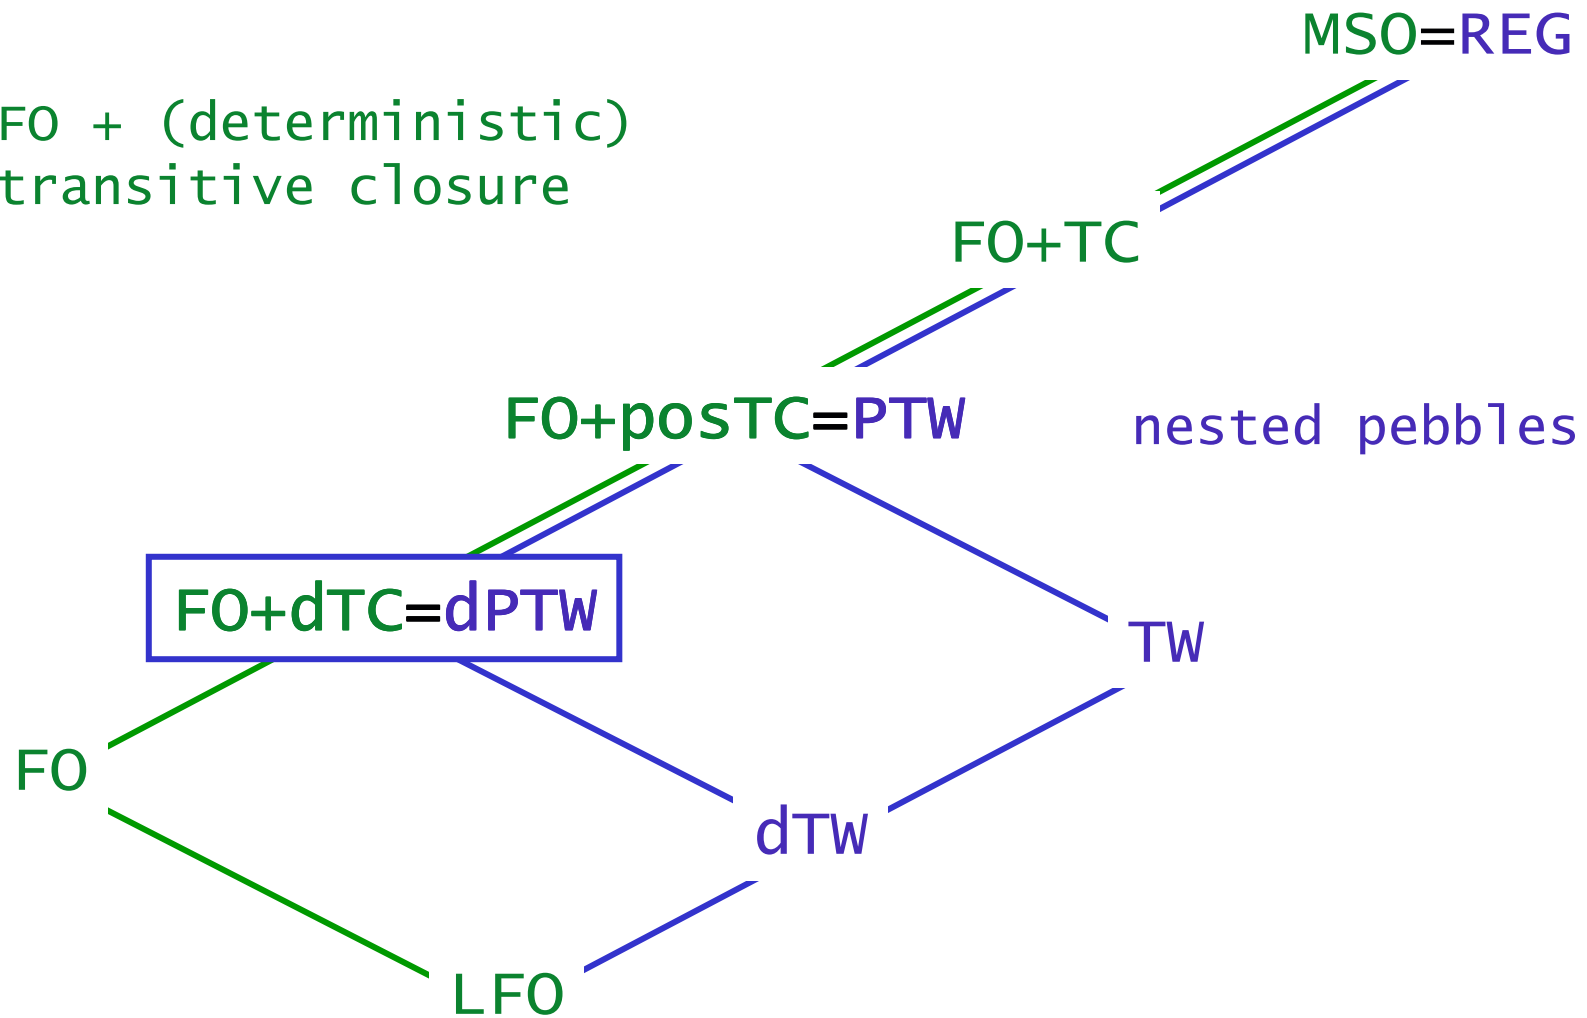 MSO=REG
FO + (deterministic)
transitive closure
FO+TC
FO+posTC=PTW
nested pebbles
FO+dTC=dPTW
TW
FO
dTW
LFO